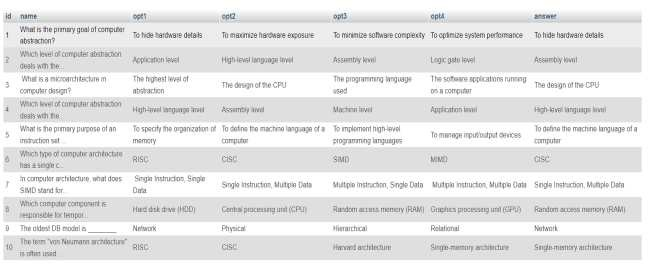 id name opt1 opt2 opt3 opt4 answer
1 What is the primary goal of computer abstraction? To hide hardware details To maximize hardware exposure To minimize software complexity To optimize system performance To hide hardware details
2 Which level of computer abstraction deals with the... Application level High-level language level Assembly level Logic gate level Assembly level
3 What is a microarchitecture in computer design? The highest level of abstraction The design of the CPU The programming language used The software applications running on a computer The design of the CPU
4 Which level of computer abstraction deals with the... High-level language level Assembly level Machine level Application level High-level language level
5 What is the primary purpose of an instruction set ... To specify the organization of memory To define the machine language of a computer To implement high-level programming languages To manage input/output devices To define the machine language of a computer
6 Which type of computer architecture has a single c... RISC CISC SIMD MIMD CISC
7 In computer architecture, what does SIMD stand for... Single Instruction, Single Data Single Instruction, Multiple Data Multiple Instruction, Single Data Multiple Instruction, Multiple Data Single Instruction, Multiple Data
8 Which computer component is responsible for tempor... Hard disk drive (HDD) Central processing unit (CPU) Random access memory (RAM) Graphics processing unit (GPU) Random access memory (RAM)
9 The oldest DB model is ________ Network Physical Hierarchical Relational Network
10 The term "von Neumann architecture" is often used... RISC CISC Harvard architecture Single-memory architecture Single-memory architecture